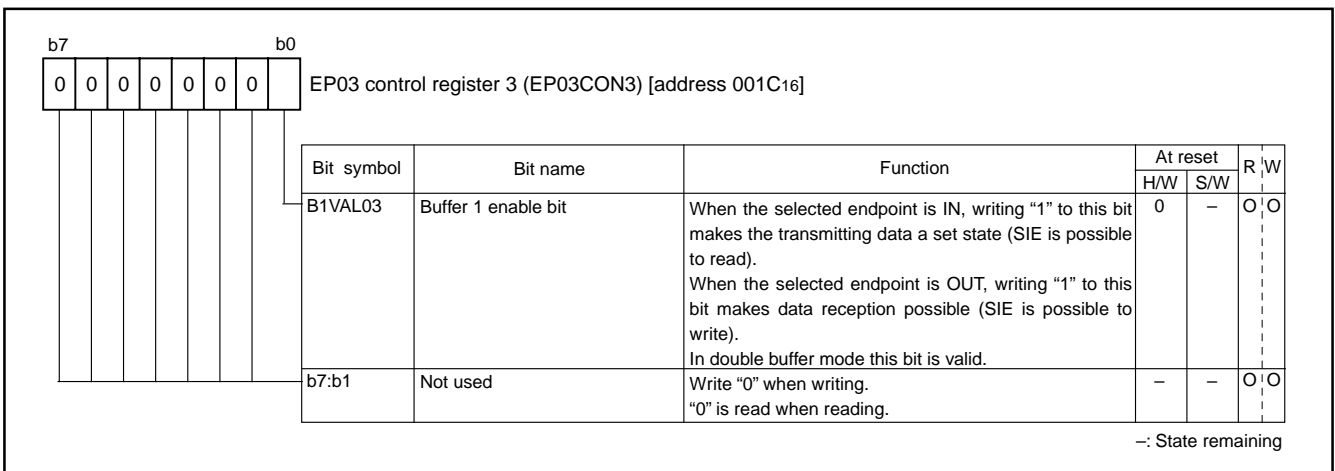 b7 b0
0 0 0 0 0 0 0
EP03 control register 3 (EP03CON3) [address 001C16]
Bit symbol Bit name Function At reset R W
H/W S/W
B1VAL03 Buffer 1 enable bit When the selected endpoint is IN, writing “1” to this bit 0 – O O
makes the transmitting data a set state (SIE is possible
to read).
When the selected endpoint is OUT, writing “1” to this
bit makes data reception possible (SIE is possible to
write).
In double buffer mode this bit is valid.
b7:b1 Not used Write “0” when writing. – – O O
“0” is read when reading.
–: State remaining